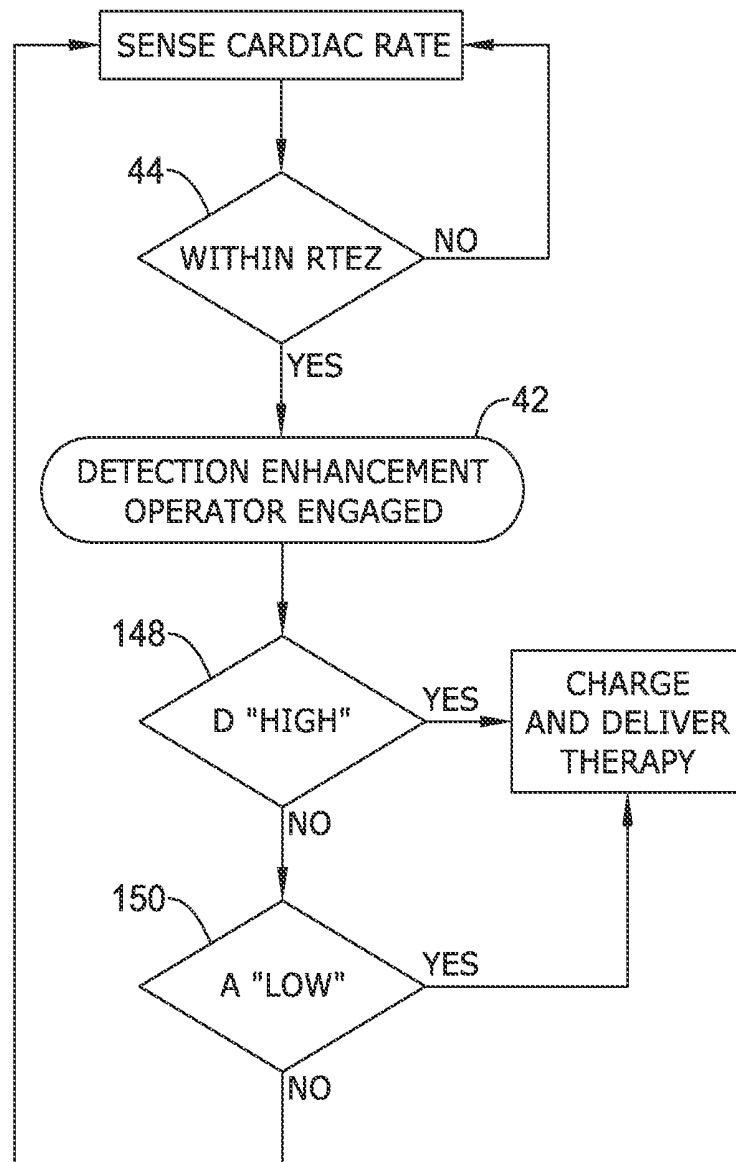 SENSE CARDIAC RATE
44
WITHIN RTEZ
NO
YES
42
DETECTION ENHANCEMENT
OPERATOR ENGAGED
148
D "HIGH"
YES
CHARGE
AND DELIVER
THERAPY
NO
150
A "LOW"
YES
NO